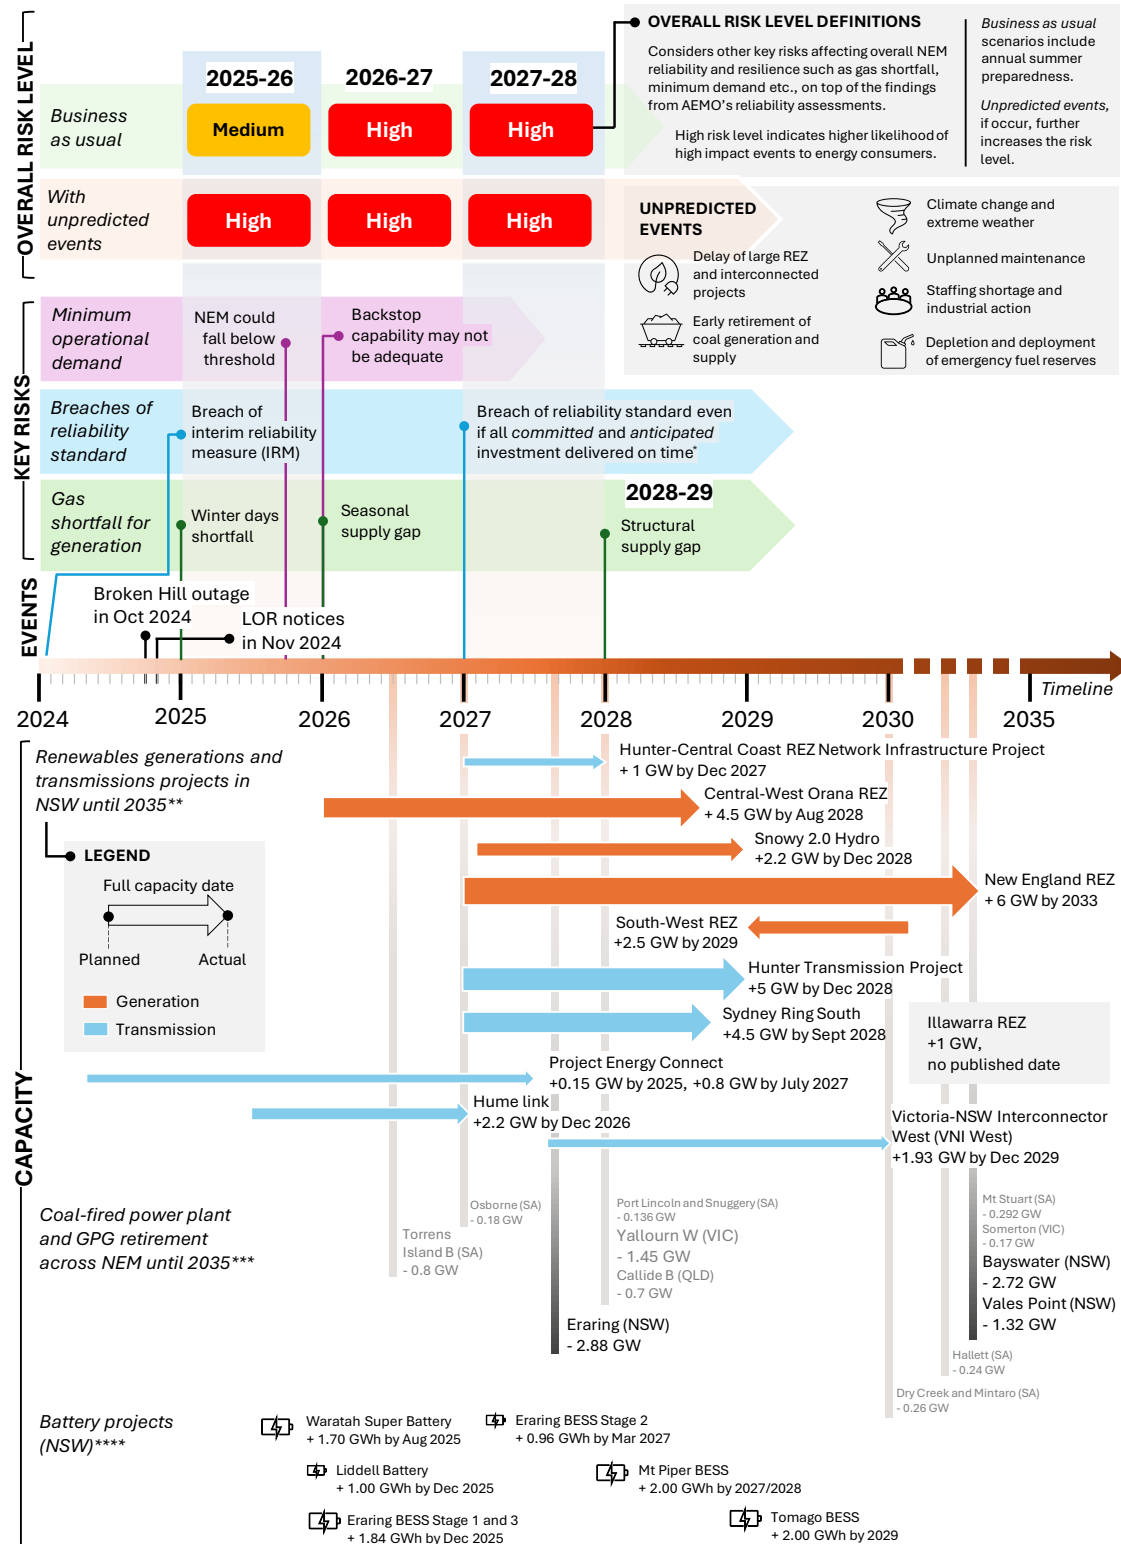 OVERALL RISK LEVEL
2025-26
2026-27
2027-28
Business
as usual
Medium
High
High
With
unpredicted
events
High
High
High
OVERALL RISK LEVEL DEFINITIONS
Considers other key risks affecting overall NEM
reliability and resilience such as gas shortfall,
minimum demand etc., on top of the findings
from AEMO's reliability assessments.
High risk level indicates higher likelihood of
high impact events to energy consumers.
Business as usual
scenarios include
annual summer
preparedness.
Unpredicted events,
if occur, further
increases the risk
level.
UNPREDICTED
EVENTS
Delay of large REZ
and interconnected
projects
Early retirement of
coal generation and
supply
Climate change and
extreme weather
Unplanned maintenance
Staffing shortage and
industrial action
Depletion and deployment
of emergency fuel reserves
KEY RISKS
Minimum
operational
demand
NEM could
fall below
threshold
Backstop
capability may not
be adequate
Breaches of
reliability
standard
Breach of
interim reliability
measure (IRM)
Breach of reliability standard even
if all committed and anticipated
investment delivered on time*
Gas
shortfall for
generation
Winter days
shortfall
Seasonal
supply gap
2028-29
Structural
supply gap
EVENTS
Broken Hill outage
in Oct 2024
LOR notices
in Nov 2024
Timeline
2024
2025
2026
2027
2028
2029
2030
2035
CAPACITY
Renewables generations and
transmissions projects in
NSW until 2035**
LEGEND
Full capacity date
Planned
Actual
Generation
Transmission
Hunter-Central Coast REZ Network Infrastructure Project
+ 1 GW by Dec 2027
Central-West Orana REZ
+ 4.5 GW by Aug 2028
Snowy 2.0 Hydro
+2.2 GW by Dec 2028
New England REZ
+ 6 GW by 2033
South-West REZ
+2.5 GW by 2029
Hunter Transmission Project
+5 GW by Dec 2028
Sydney Ring South
+4.5 GW by Sept 2028
Illawarra REZ
+1 GW,
no published date
Project Energy Connect
+0.15 GW by 2025, +0.8 GW by July 2027
Hume link
+2.2 GW by Dec 2026
Victoria-NSW Interconnector
West (VNI West)
+1.93 GW by Dec 2029
Coal-fired power plant
and GPG retirement
across NEM until 2035***
Torrens
Island B (SA)
- 0.8 GW
Osborne (SA)
- 0.18 GW
Eraring (NSW)
- 2.88 GW
Port Lincoln and Snuggery (SA)
- 0.136 GW
Yallourn W (VIC)
- 1.45 GW
Callide B (QLD)
- 0.7 GW
Mt Stuart (SA)
- 0.292 GW
Somerton (VIC)
- 0.17 GW
Bayswater (NSW)
- 2.72 GW
Vales Point (NSW)
- 1.32 GW
Hallett (SA)
- 0.24 GW
Dry Creek and Mintaro (SA)
- 0.26 GW
Battery projects
(NSW)****
Waratah Super Battery
+ 1.70 GWh by Aug 2025
Eraring BESS Stage 2
+ 0.96 GWh by Mar 2027
Liddell Battery
+ 1.00 GWh by Dec 2025
Mt Piper BESS
+ 2.00 GWh by 2027/2028
Eraring BESS Stage 1 and 3
+ 1.84 GWh by Dec 2025
Tomago BESS
+ 2.00 GWh by 2029